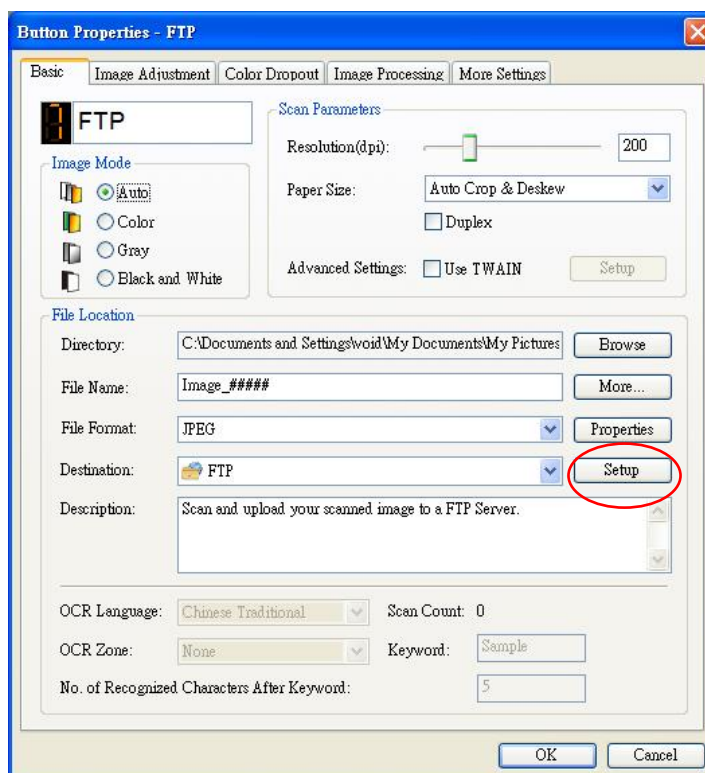 Button Properties - FTP
Basic Image Adjustment Color Dropout Image Processing More Settings
7 FTP
Image Mode
Auto
Color
Gray
Black and White
Scan Parameters
Resolution(dpi): 200
Paper Size: Auto Crop & Deskew
Duplex
Advanced Settings: Use TWAIN Setup
File Location
Directory: C:\Documents and Settings\void\My Documents\My Pictures Browse
File Name: Image_##### More...
File Format: JPEG Properties
Destination: FTP Setup
Description: Scan and upload your scanned image to a FTP Server.
OCR Language: Chinese Traditional Scan Count: 0
OCR Zone: None Keyword: Sample
No. of Recognized Characters After Keyword: 5
OK Cancel